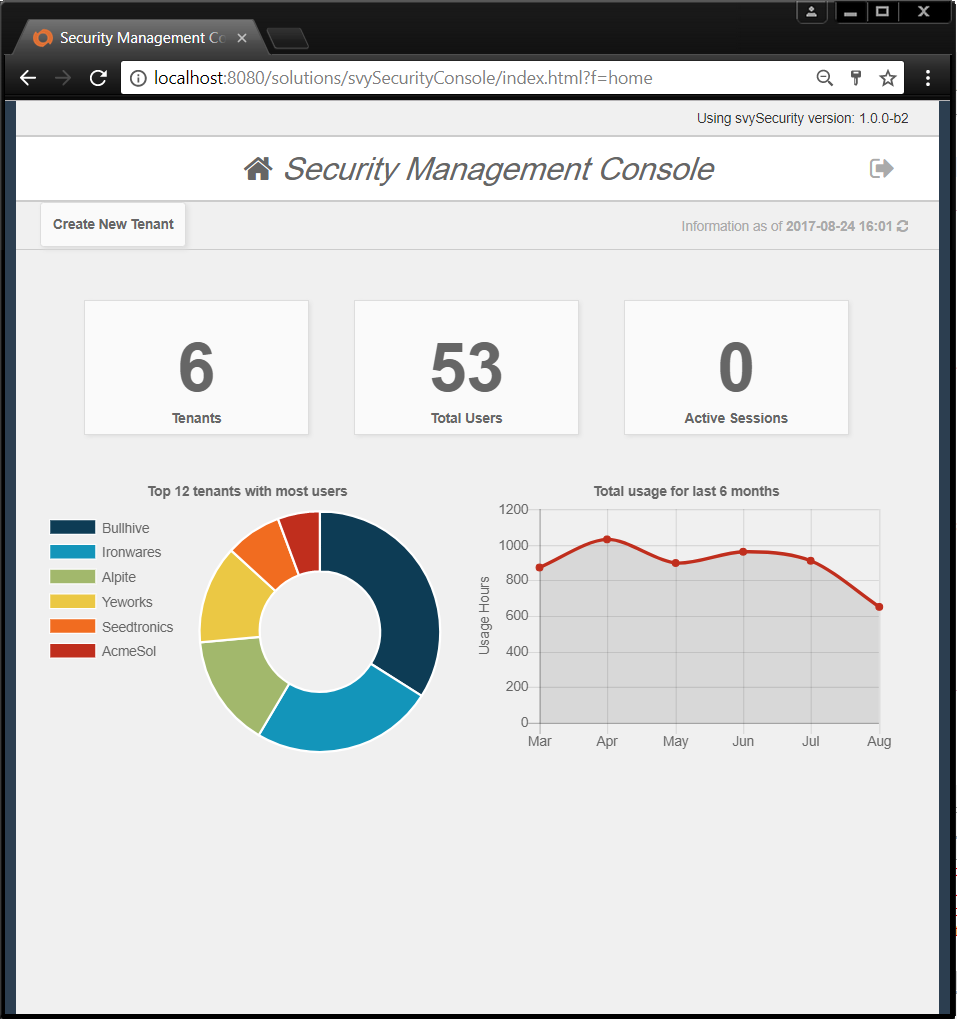 Security Management Co
localhost:8080/solutions/svySecurityConsole/index.html?f=home
Using svySecurity version: 1.0.0-b2
Security Management Console
Create New Tenant
Information as of 2017-08-24 16:01
6
Tenants
53
Total Users
0
Active Sessions
Top 12 tenants with most users
Bullhive
Ironwares
Alpite
Yeworks
Seedtronics
AcmeSol
Total usage for last 6 months
Usage Hours
1200
1000
800
600
400
200
0
Mar Apr May Jun Jul Aug